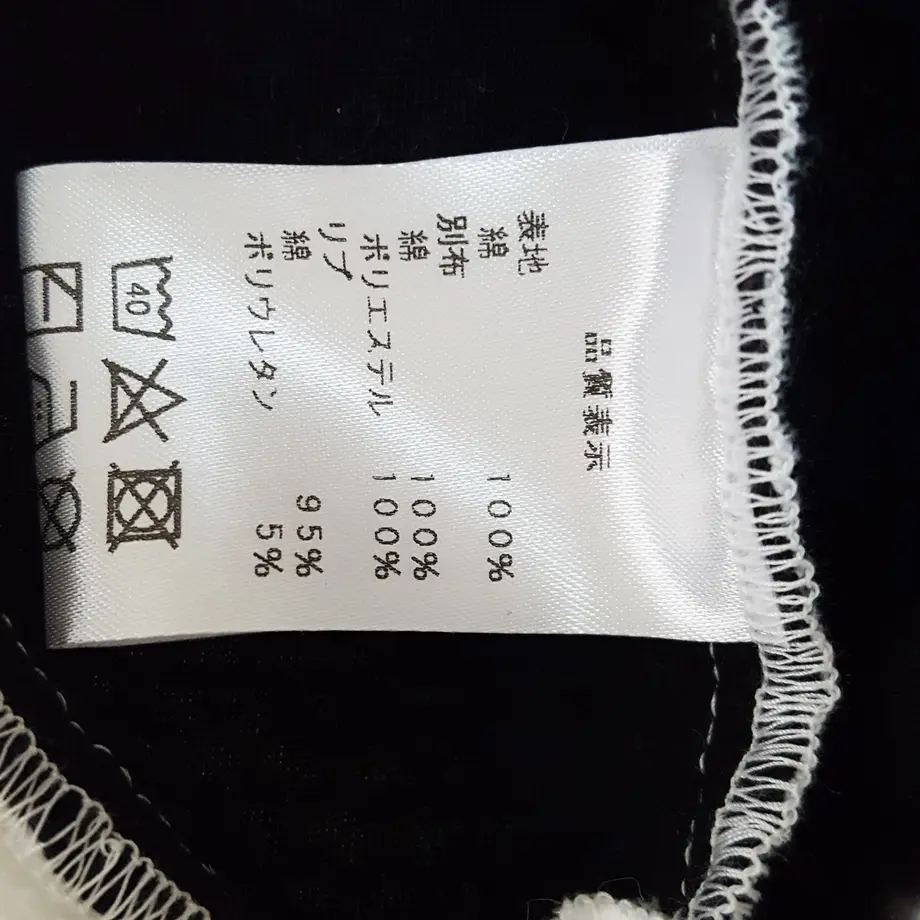 品質表示
表地
綿 100%
別布
綿 100%
ポリエステル 100%
リブ
綿 95%
ポリウレタン 5%
40